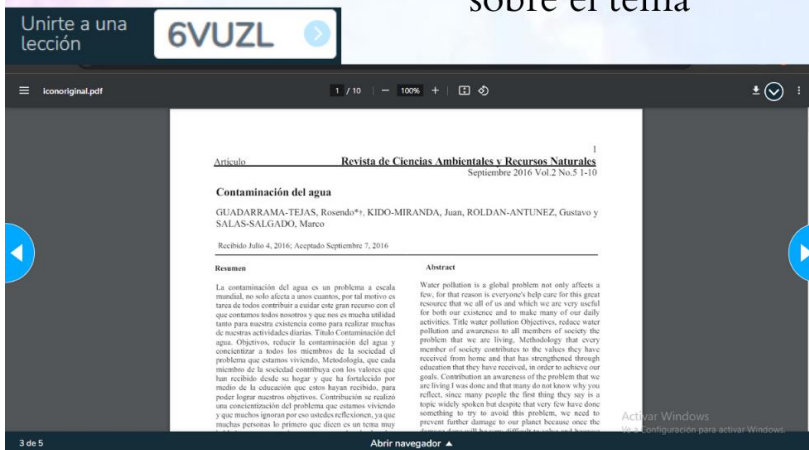 sobre el tema
Unirte a una
lección
6VUZL
iconoriginal.pdf
1 / 10
100%
1
Artículo
Revista de Ciencias Ambientales y Recursos Naturales
Septiembre 2016 Vol.2 No.5 1-10
Contaminación del agua
GUADARRAMA-TEJAS, Rosendo*†, KIDO-MIRANDA, Juan, ROLDAN-ANTUNEZ, Gustavo y
SALAS-SALGADO, Marco
Recibido Julio 4, 2016; Aceptado Septiembre 7, 2016
Resumen
La contaminación del agua es un problema a escala
mundial, no solo afecta a unos cuantos, por tal motivo es
tarea de todos contribuir a cuidar este gran recurso con el
que contamos todos nosotros y que nos es mucha utilidad
tanto para nuestra existencia como para realizar muchas
de nuestras actividades diarias. Titulo Contaminación del
agua. Objetivos, reducir la contaminación del agua y
concientizar a todos los miembros de la sociedad el
problema que estamos viviendo, Metodología, que cada
miembro de la sociedad contribuya con los valores que
han recibido desde su hogar y que ha fortalecido por
medio de la educación que estos hayan recibido, para
poder lograr nuestros objetivos. Contribución se realizó
una concientización del problema que estamos viviendo
y que muchos ignoran por eso ustedes reflexionen, ya que
muchas personas lo primero que dicen es un tema muy
Abstract
Water pollution is a global problem not only affects a
few, for that reason is everyone's help care for this great
resource that we all of us and which we are very useful
for both our existence and to make many of our daily
activities. Title water pollution Objectives, reduce water
pollution and awareness to all members of society the
problem that we are living, Methodology that every
member of society contributes to the values they have
received from home and that has strengthened through
education that they have received, in order to achieve our
goals. Contribution an awareness of the problem that we
are living I was done and that many do not know why you
reflect, since many people the first thing they say is a
topic widely spoken but despite that very few have done
something to try to avoid this problem, we need to
prevent further damage to our planet because once the
Activar Windows
Ve a Configuración para activar Windows.
3 de 5
Abrir navegador